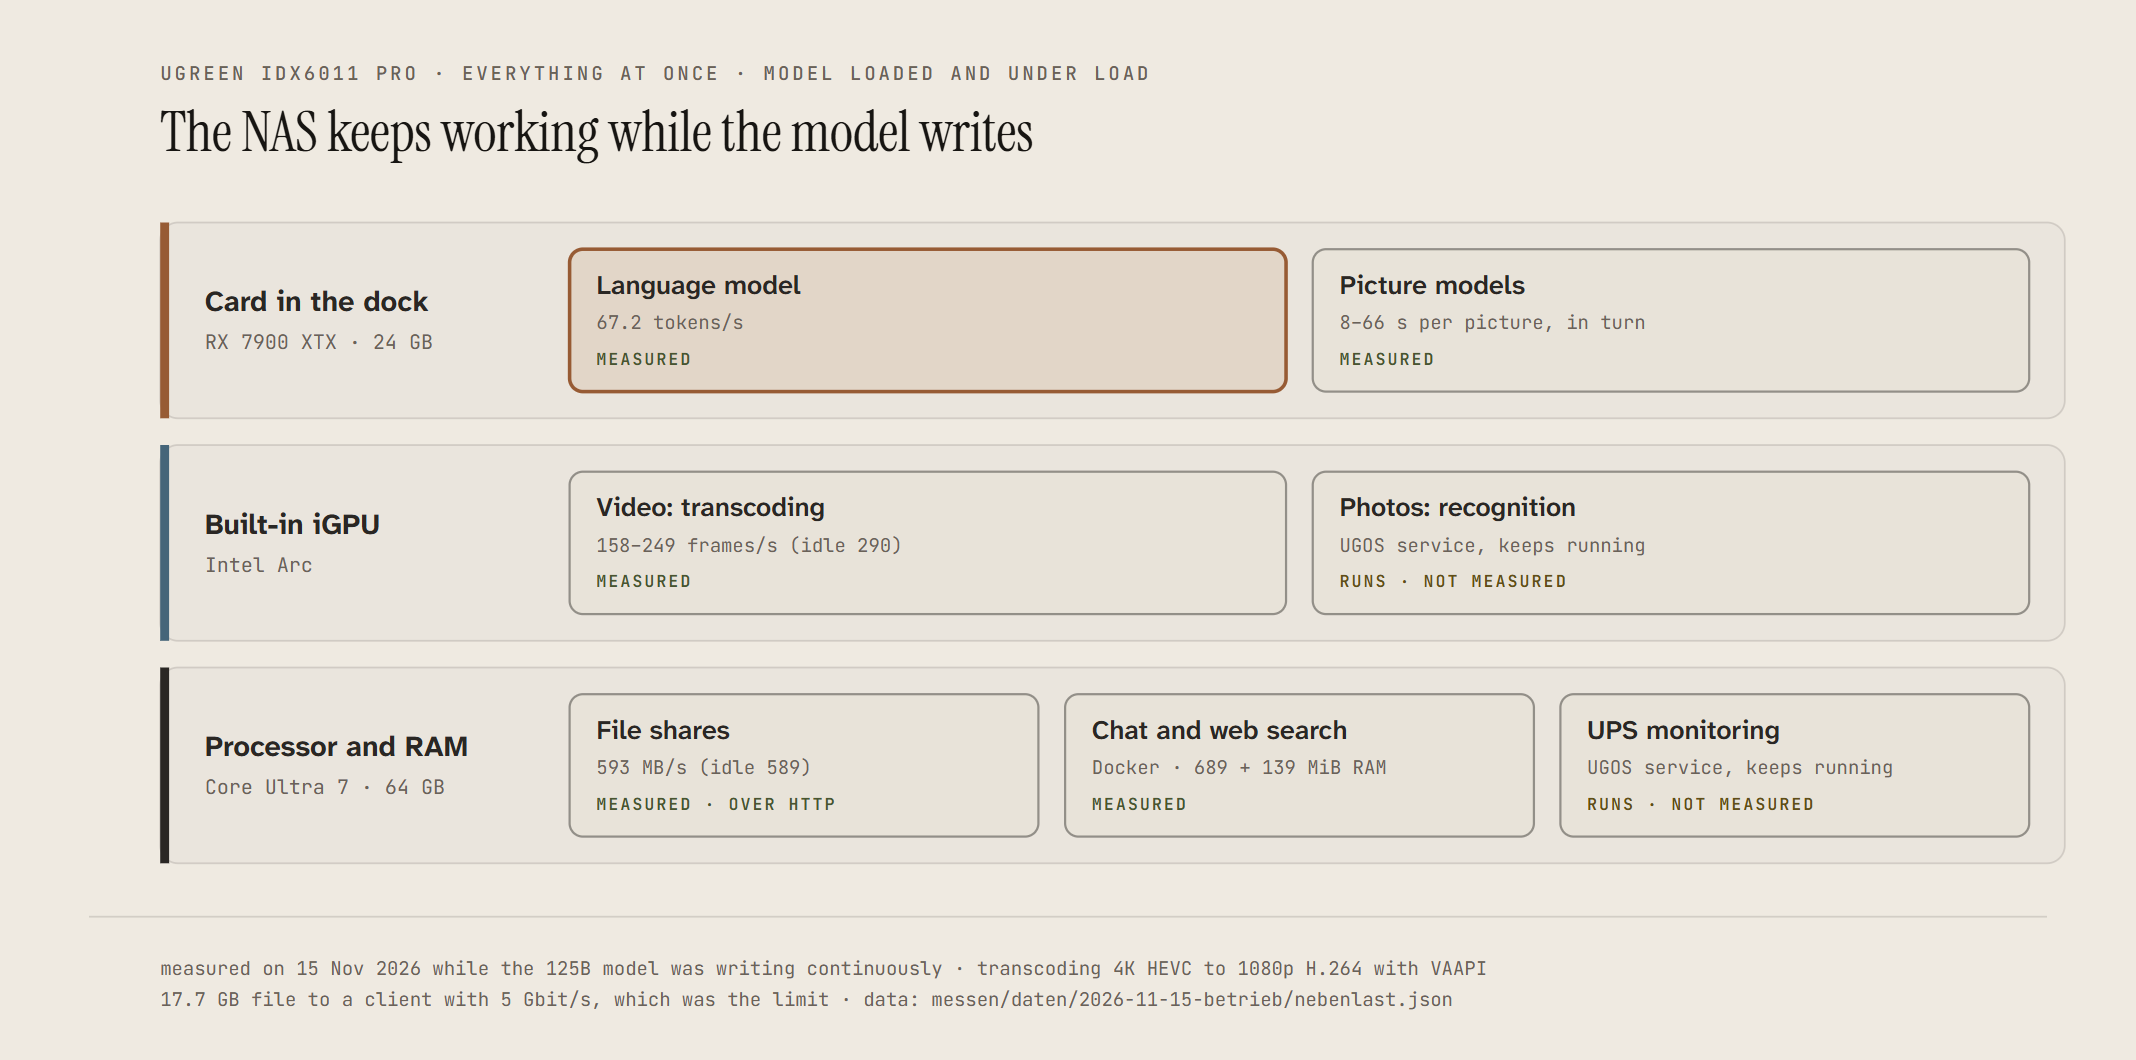 UGREEN IDX6011 PRO · EVERYTHING AT ONCE · MODEL LOADED AND UNDER LOAD
The NAS keeps working while the model writes
Card in the dock
RX 7900 XTX · 24 GB
Language model
67.2 tokens/s
MEASURED
Picture models
8–66 s per picture, in turn
MEASURED
Built-in iGPU
Intel Arc
Video: transcoding
158–249 frames/s (idle 290)
MEASURED
Photos: recognition
UGOS service, keeps running
RUNS · NOT MEASURED
Processor and RAM
Core Ultra 7 · 64 GB
File shares
593 MB/s (idle 589)
MEASURED · OVER HTTP
Chat and web search
Docker · 689 + 139 MiB RAM
MEASURED
UPS monitoring
UGOS service, keeps running
RUNS · NOT MEASURED
measured on 15 Nov 2026 while the 125B model was writing continuously · transcoding 4K HEVC to 1080p H.264 with VAAPI
17.7 GB file to a client with 5 Gbit/s, which was the limit · data: messen/daten/2026-11-15-betrieb/nebenlast.json